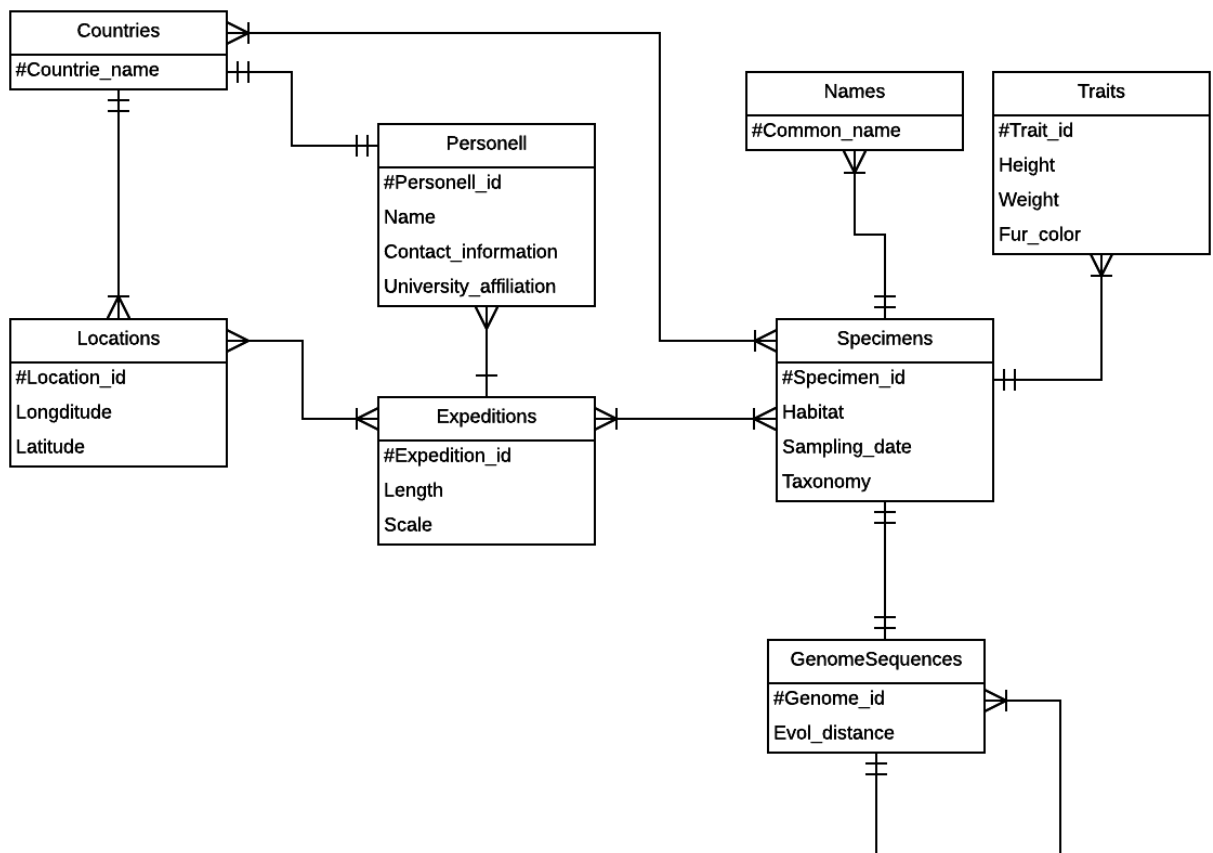 Countries
#Countrie_name
Names
#Common_name
Traits
#Trait_id
Height
Weight
Fur_color
Personell
#Personell_id
Name
Contact_information
University_affiliation
Locations
#Location_id
Longditude
Latitude
Expeditions
#Expedition_id
Length
Scale
Specimens
#Specimen_id
Habitat
Sampling_date
Taxonomy
GenomeSequences
#Genome_id
Evol_distance